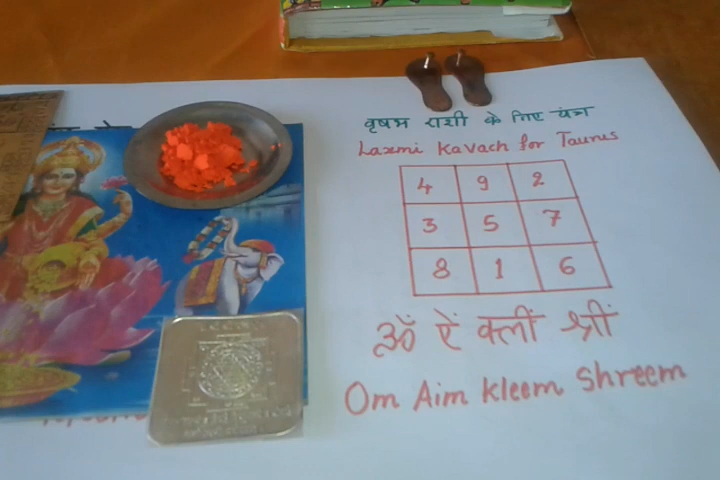 वृषभ राशी के लिए यंत्र
Laxmi Kavach for Taurus
4 9 2
3 5 7
8 1 6
ॐ ऐं क्लीं श्रीं
Om Aim Kleem Shreem